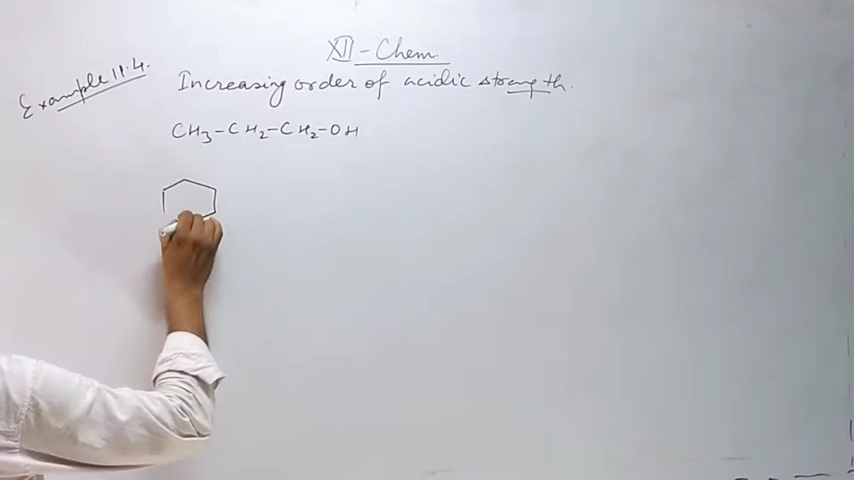 XII - Chem.
Example 11.4.
Increasing order of acidic strength.
CH3-CH2-CH2-OH